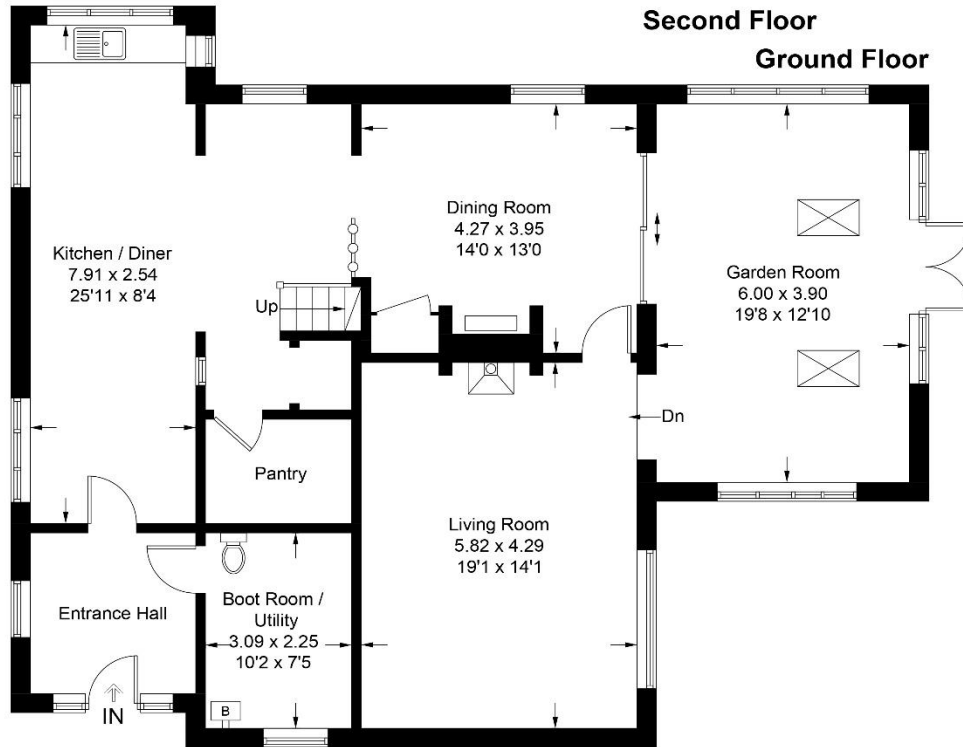 Second Floor
Ground Floor
Kitchen / Diner
7.91 x 2.54
25'11 x 8'4
Dining Room
4.27 x 3.95
14'0 x 13'0
Garden Room
6.00 x 3.90
19'8 x 12'10
Up
Dn
Pantry
Living Room
5.82 x 4.29
19'1 x 14'1
Entrance Hall
Boot Room /
Utility
3.09 x 2.25
10'2 x 7'5
B
IN